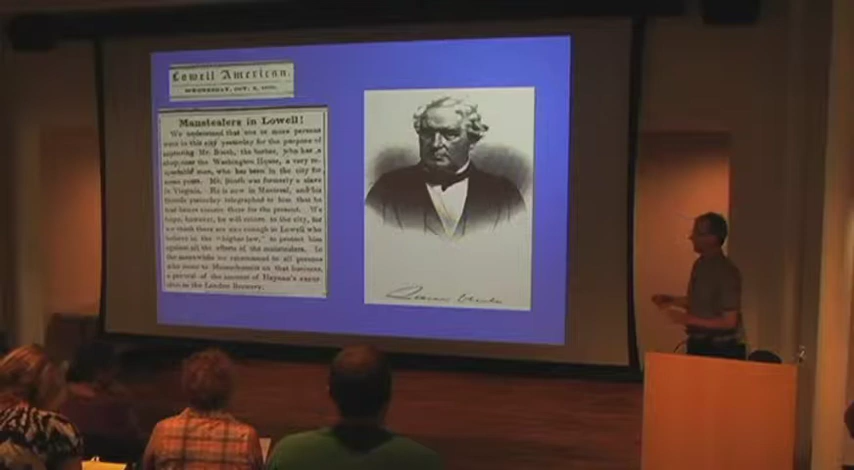 Lowell American.
WEDNESDAY, OCT. 2, 1850.
Manstealers in Lowell!
We understand that one or more persons
were in this city yesterday for the purpose of
capturing Mr. Booth, the barber, who has a
shop near the Washington House, a very re-
spectable man, who has been in the city for
some years. Mr. Booth was formerly a slave
in Virginia. He is now in Montreal, and his
friends yesterday telegraphed to him that he
had better remain there for the present. We
hope, however, he will return to the city, for
we think there are men enough in Lowell who
believe in the "higher law," to protect him
against all the efforts of the manstealers. In
the meanwhile we recommend to all persons
who come to Massachusetts on that business,
a perusal of the account of Haynau's
in the London Brewery.